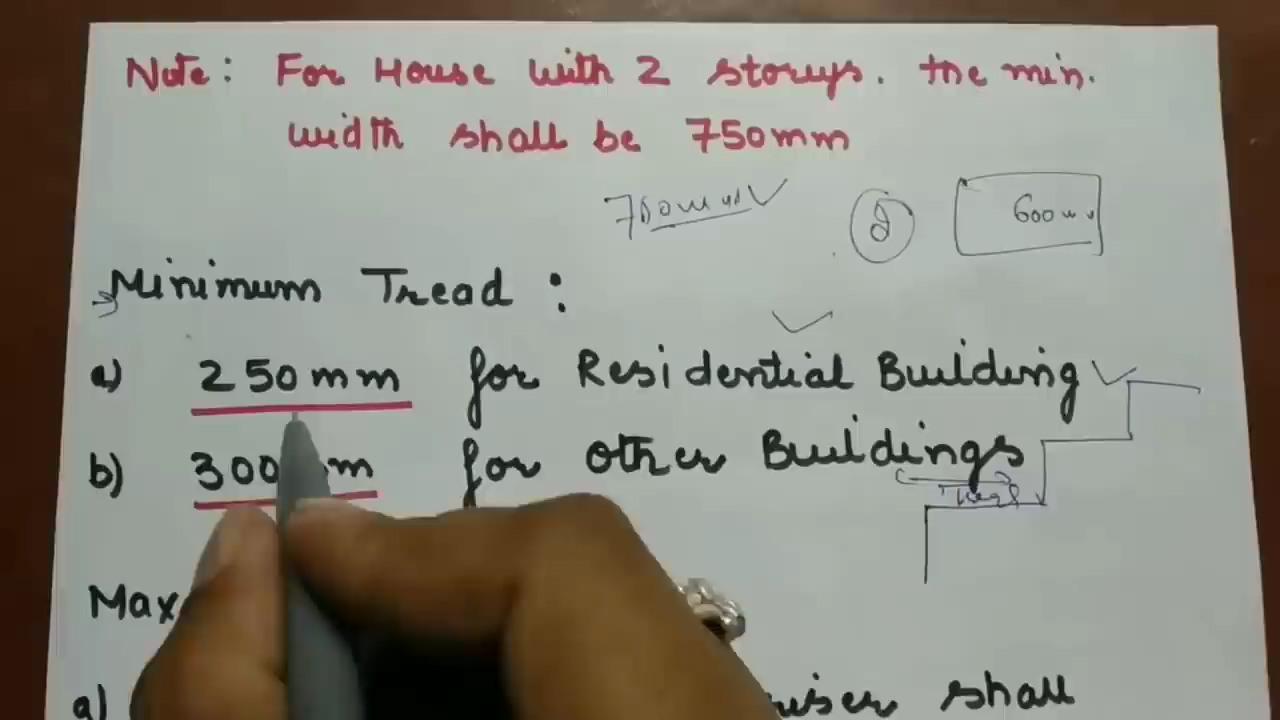 Note: For House with 2 storeys. the min.
width shall be 750mm
750mm
2
600mm
Minimum Tread :
a) 250mm for Residential Building
b) 300 m for other Buildings
Tread
Max
a) riser shall